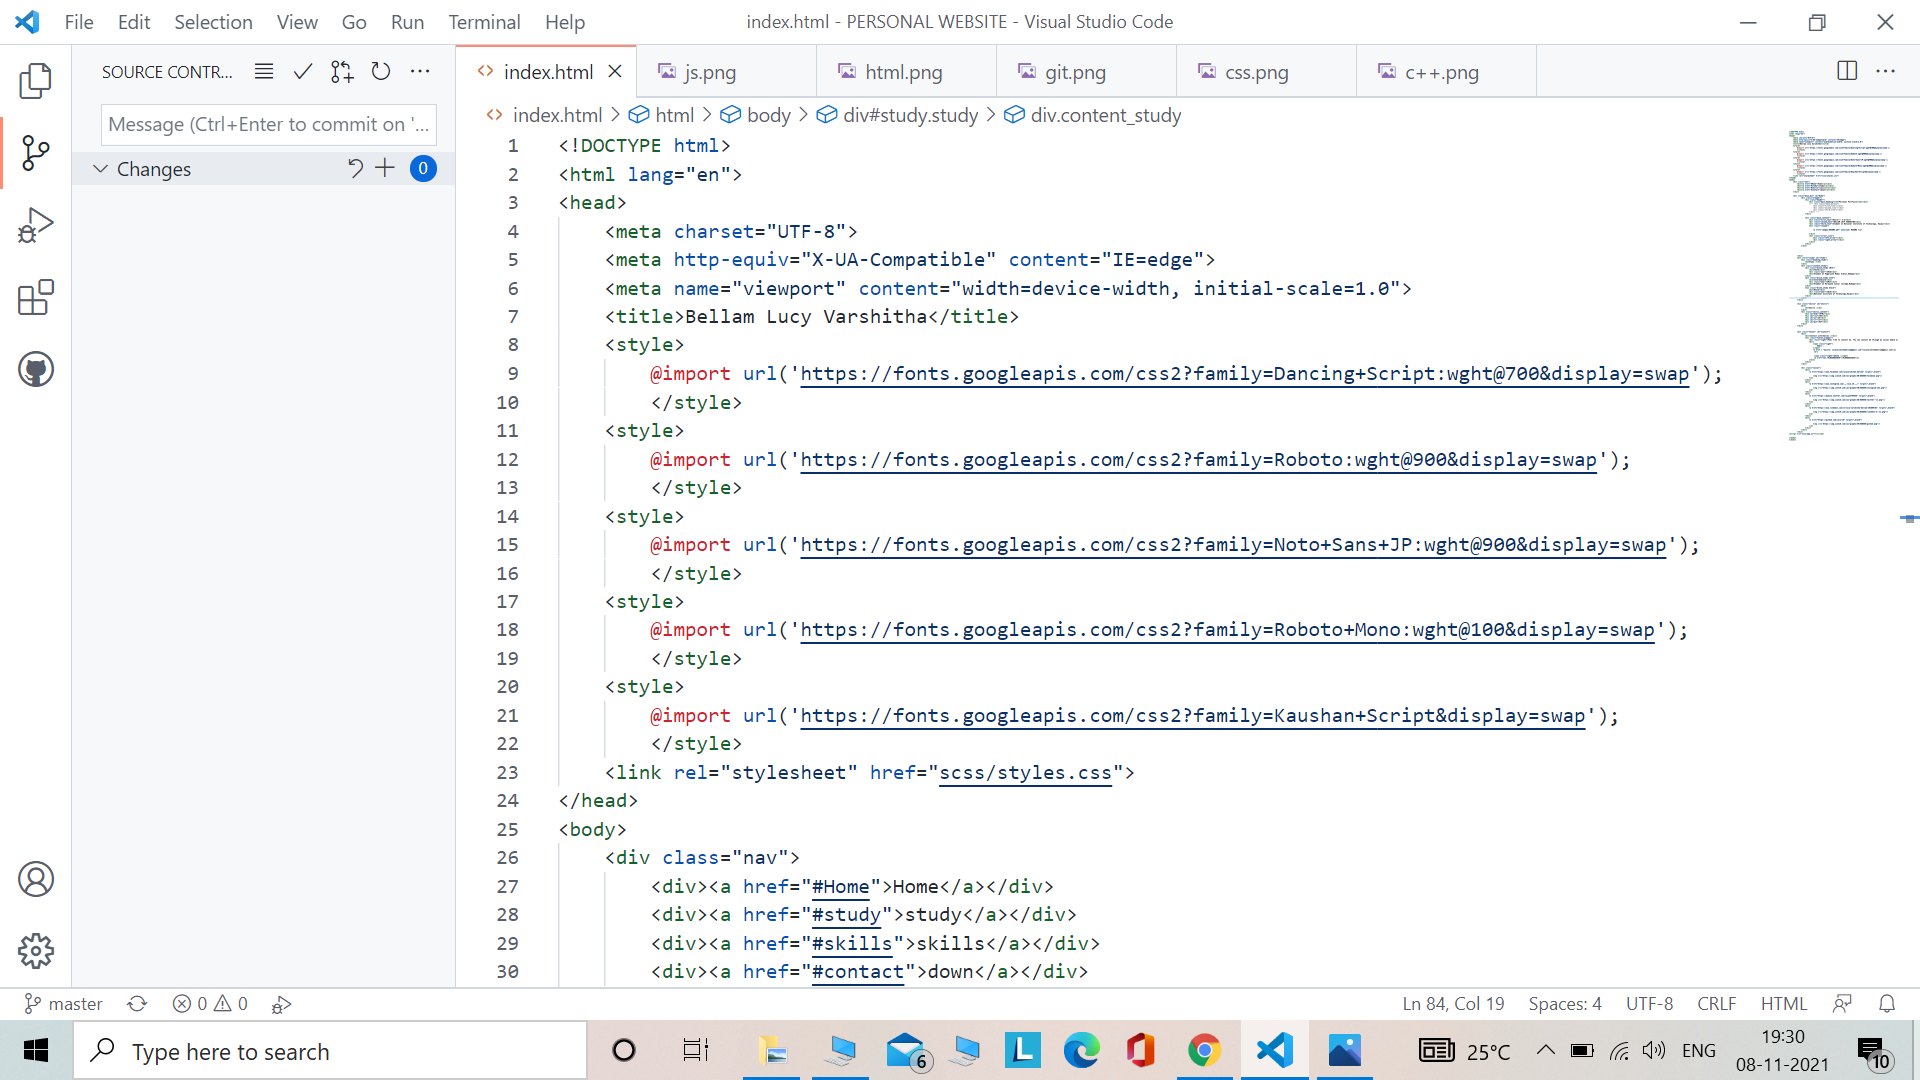 File Edit Selection View Go Run Terminal Help
index.html - PERSONAL WEBSITE - Visual Studio Code
SOURCE CONTR...
Message (Ctrl+Enter to commit on '...
Changes
0
index.html
js.png
html.png
git.png
css.png
c++.png
index.html > html > body > div#study.study > div.content_study
1 <!DOCTYPE html>
2 <html lang="en">
3 <head>
4 <meta charset="UTF-8">
5 <meta http-equiv="X-UA-Compatible" content="IE=edge">
6 <meta name="viewport" content="width=device-width, initial-scale=1.0">
7 <title>Bellam Lucy Varshitha</title>
8 <style>
9 @import url('https://fonts.googleapis.com/css2?family=Dancing+Script:wght@700&display=swap');
10 </style>
11 <style>
12 @import url('https://fonts.googleapis.com/css2?family=Roboto:wght@900&display=swap');
13 </style>
14 <style>
15 @import url('https://fonts.googleapis.com/css2?family=Noto+Sans+JP:wght@900&display=swap');
16 </style>
17 <style>
18 @import url('https://fonts.googleapis.com/css2?family=Roboto+Mono:wght@100&display=swap');
19 </style>
20 <style>
21 @import url('https://fonts.googleapis.com/css2?family=Kaushan+Script&display=swap');
22 </style>
23 <link rel="stylesheet" href="scss/styles.css">
24 </head>
25 <body>
26 <div class="nav">
27 <div><a href="#Home">Home</a></div>
28 <div><a href="#study">study</a></div>
29 <div><a href="#skills">skills</a></div>
30 <div><a href="#contact">down</a></div>
master
0 0
Ln 84, Col 19
Spaces: 4
UTF-8
CRLF
HTML
Type here to search
6
L
25°C
ENG
19:30
08-11-2021
10